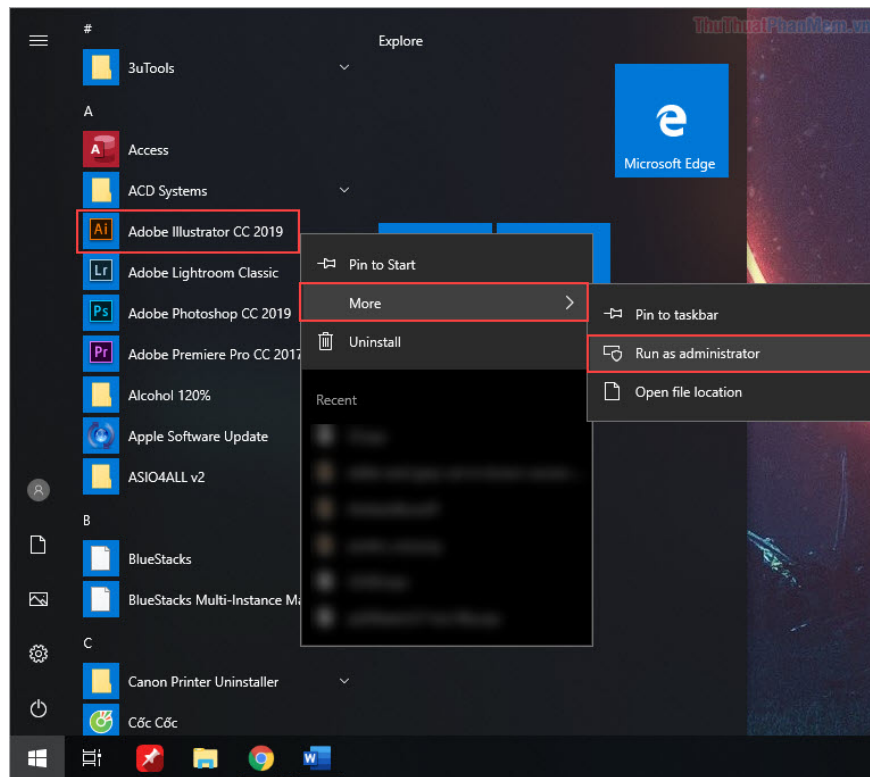 ThuThuatPhanMem.vn
#
Explore
3uTools
A
Access
Microsoft Edge
ACD Systems
Ai Adobe Illustrator CC 2019
Pin to Start
Lr Adobe Lightroom Classic
More
Ps Adobe Photoshop CC 2019
Pin to taskbar
Uninstall
Pr Adobe Premiere Pro CC 2017
Run as administrator
Alcohol 120%
Recent
Open file location
Apple Software Update
ASIO4ALL v2
B
BlueStacks
BlueStacks Multi-Instance Ma
C
Canon Printer Uninstaller
Cốc Cốc